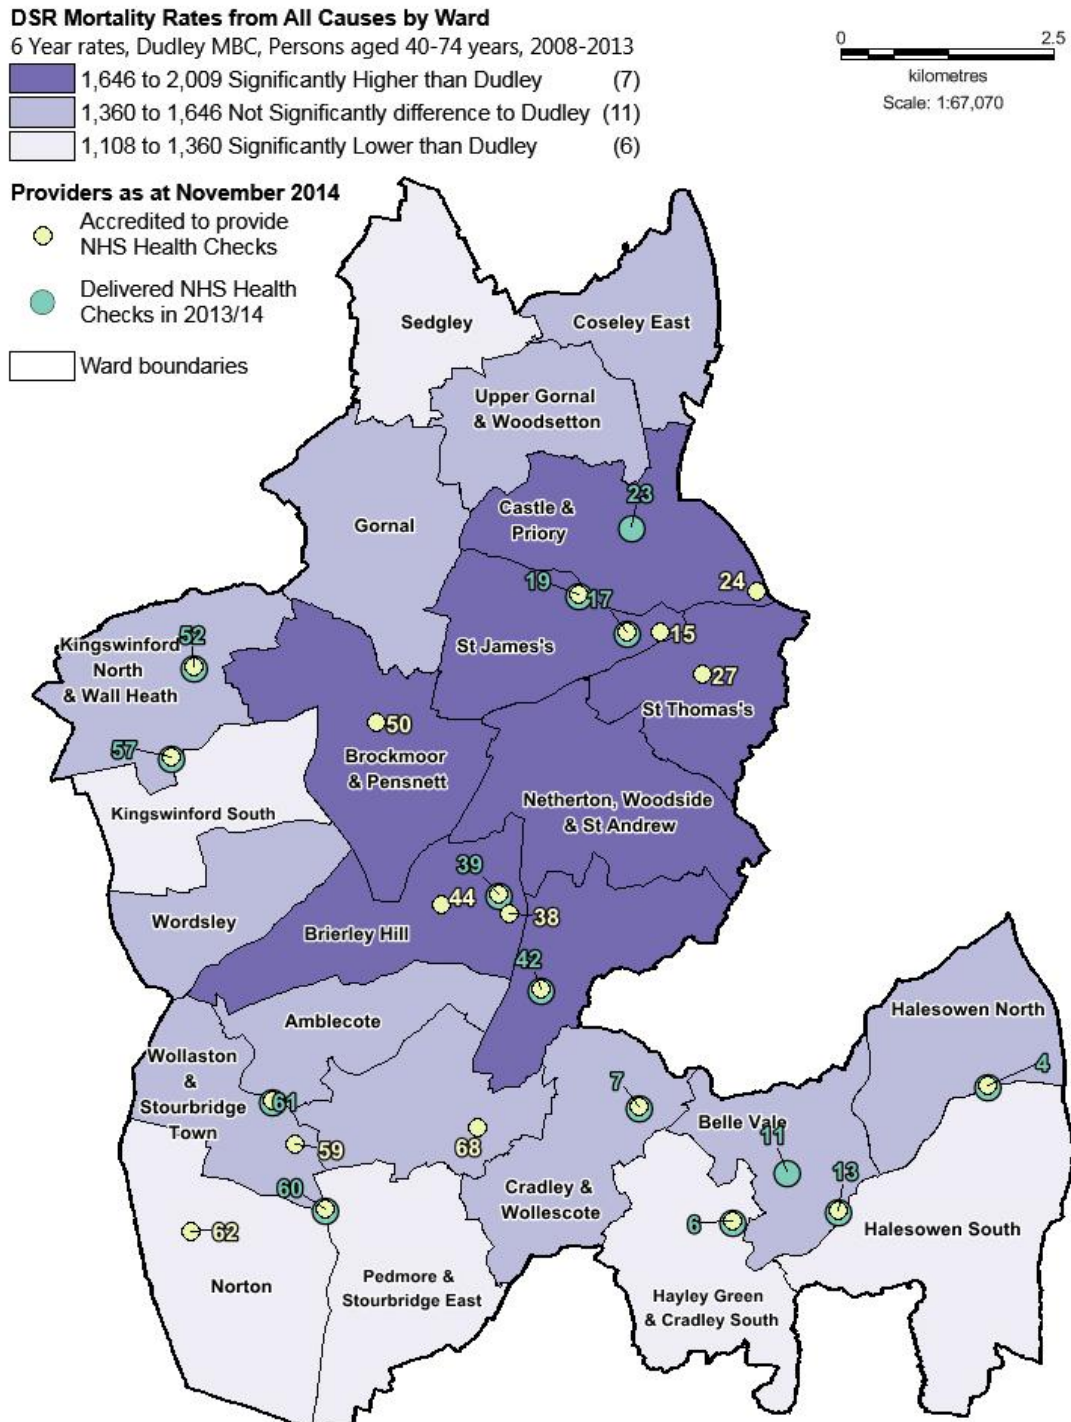 DSR Mortality Rates from All Causes by Ward
6 Year rates, Dudley MBC, Persons aged 40-74 years, 2008-2013
1,646 to 2,009 Significantly Higher than Dudley (7)
1,360 to 1,646 Not Significantly difference to Dudley (11)
1,108 to 1,360 Significantly Lower than Dudley (6)
0 2.5
kilometres
Scale: 1:67,070
Providers as at November 2014
Accredited to provide
NHS Health Checks
Delivered NHS Health
Checks in 2013/14
Ward boundaries
Sedgley
Coseley East
Upper Gornal
& Woodsetton
Gornal
Castle &
Priory
23
24
19
17
15
St James's
27
St Thomas's
Kingswinford
North
& Wall Heath
52
57
50
Brockmoor
& Pensnett
Kingswinford South
Netherton, Woodside
& St Andrew
Wordsley
39
44
38
Brierley Hill
42
Amblecote
Halesowen North
4
Wollaston
&
Stourbridge
Town
61
59
68
7
Belle Vale
11
13
60
62
Cradley &
Wollescote
6
Halesowen South
Norton
Pedmore &
Stourbridge East
Hayley Green
& Cradley South